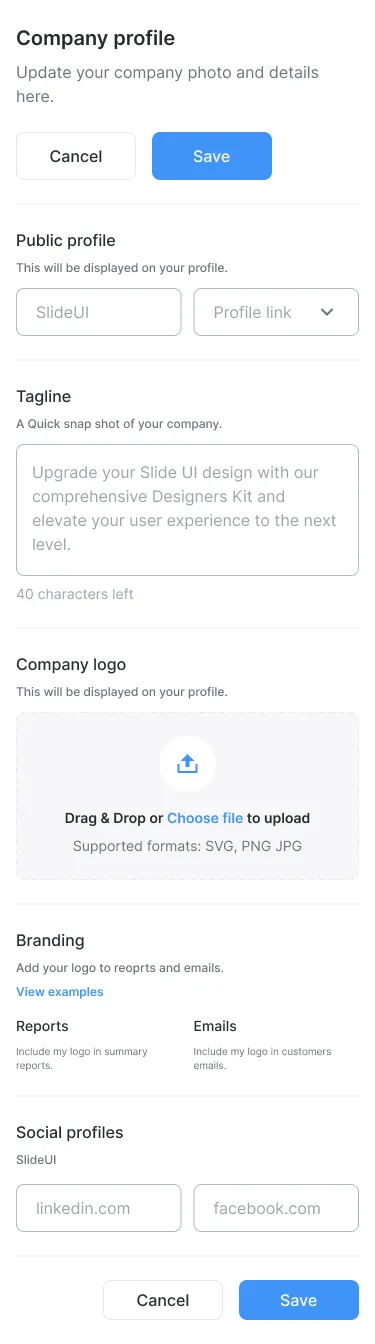 Company profile
Update your company photo and details
here.
Cancel
Save
Public profile
This will be displayed on your profile.
SlideUI
Profile link
Tagline
A Quick snap shot of your company.
Upgrade your Slide UI design with our
comprehensive Designers Kit and
elevate your user experience to the next
level.
40 characters left
Company logo
This will be displayed on your profile.
Drag & Drop or Choose file to upload
Supported formats: SVG, PNG JPG
Branding
Add your logo to reoprts and emails.
View examples
Reports
Include my logo in summary
reports.
Emails
Include my logo in customers
emails.
Social profiles
SlideUI
linkedin.com
facebook.com
Cancel
Save